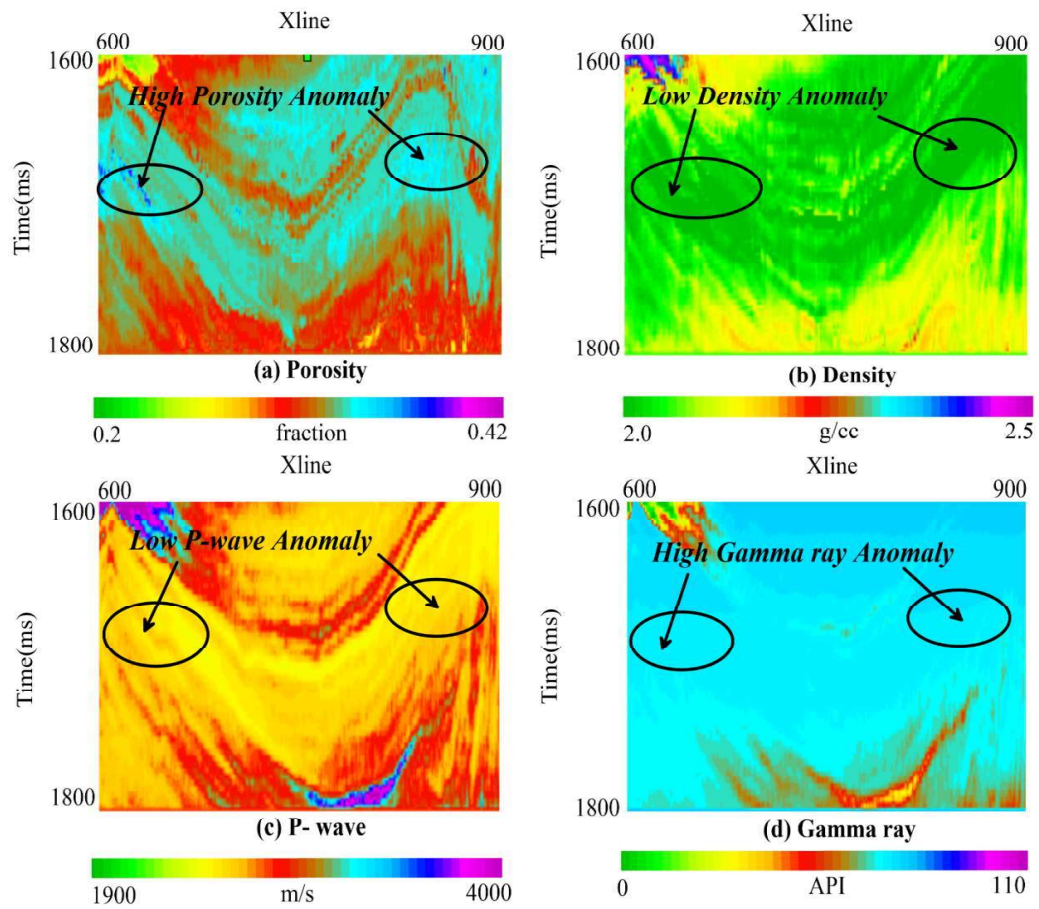 Xline
600 900
1600
High Porosity Anomaly
Time(ms)
1800
(a) Porosity
0.2 fraction 0.42
Xline
600 900
1600
Low Density Anomaly
Time(ms)
1800
(b) Density
2.0 g/cc 2.5
Xline
600 900
1600
Low P-wave Anomaly
Time(ms)
1800
(c) P- wave
1900 m/s 4000
Xline
600 900
1600
High Gamma ray Anomaly
Time(ms)
1800
(d) Gamma ray
0 API 110